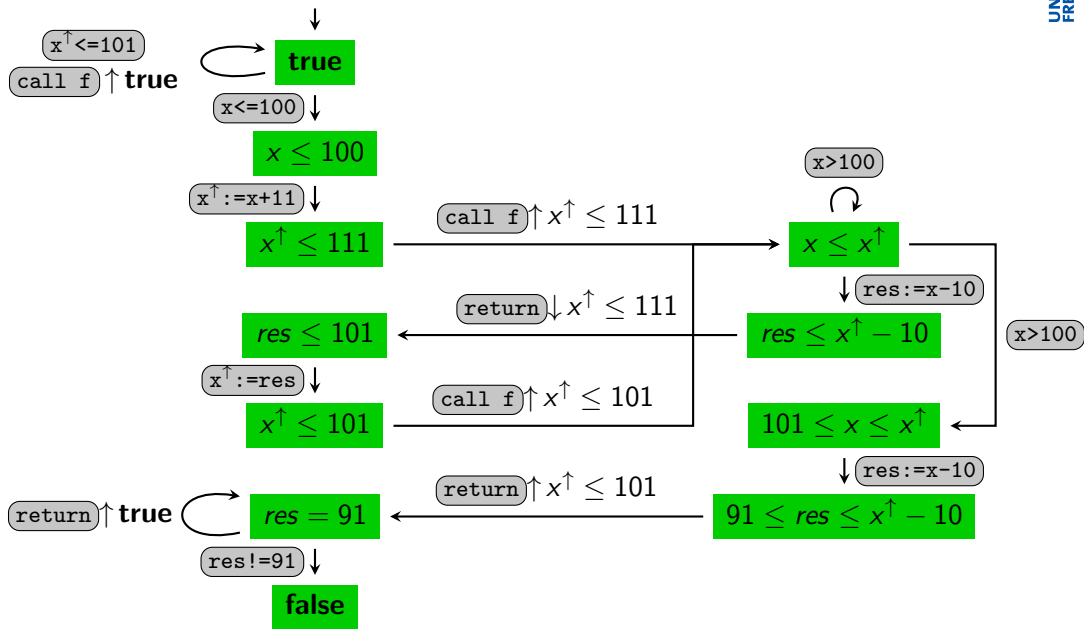 UN
FRE
x↑<=101
call f ↑ true
true
x<=100
x ≤ 100
x>100
x↑:=x+11
x↑ ≤ 111
call f ↑ x↑ ≤ 111
x ≤ x↑
res:=x-10
return ↓ x↑ ≤ 111
res ≤ 101
res ≤ x↑ − 10
x>100
x↑:=res
call f ↑ x↑ ≤ 101
x↑ ≤ 101
101 ≤ x ≤ x↑
res:=x-10
return ↑ true
res = 91
return ↑ x↑ ≤ 101
91 ≤ res ≤ x↑ − 10
res!=91
false